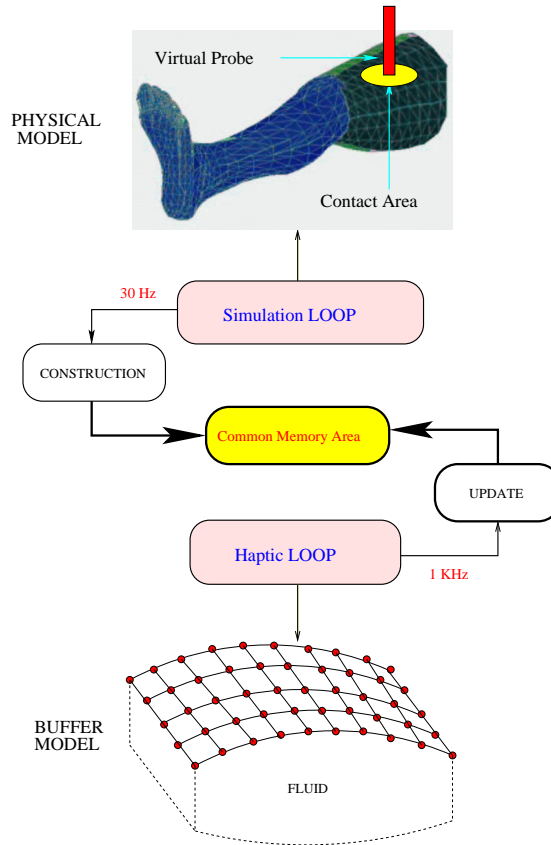 Virtual Probe
PHYSICAL
MODEL
Contact Area
30 Hz
Simulation LOOP
CONSTRUCTION
Common Memory Area
UPDATE
Haptic LOOP
1 KHz
BUFFER
MODEL
FLUID